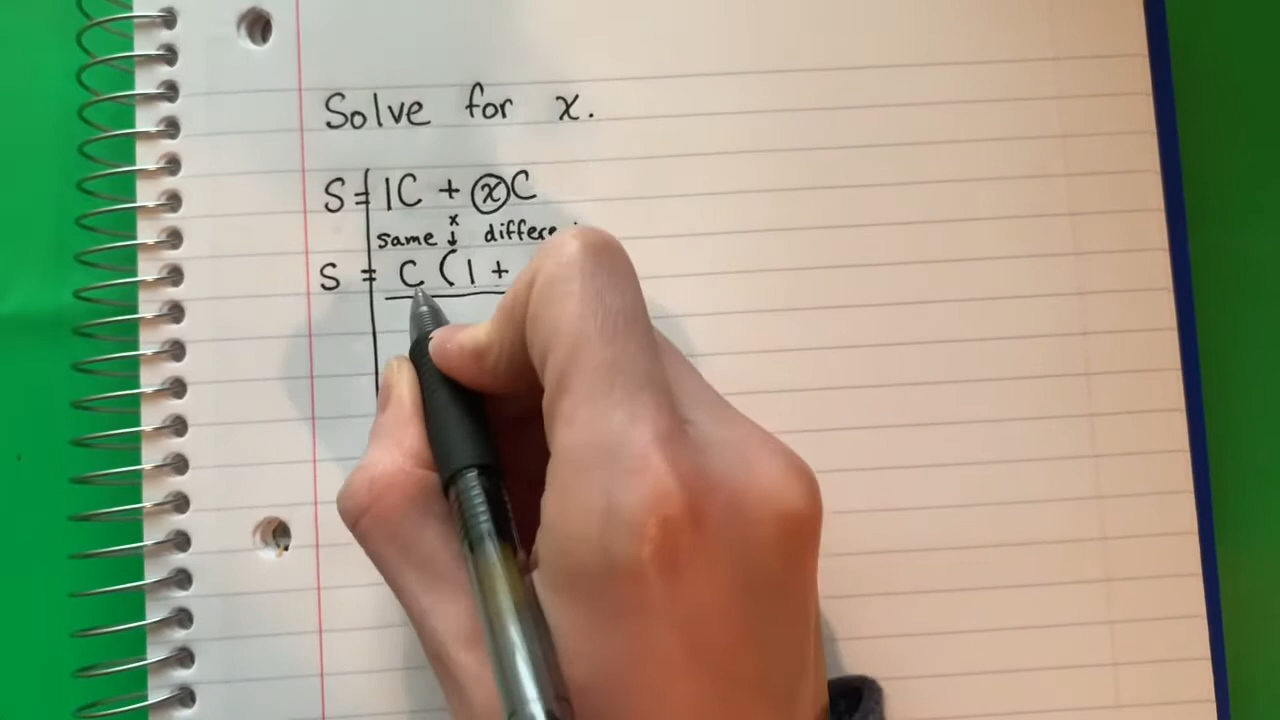 Solve for x.
S = 1C + xC
x
same ↓
S = C (1 +